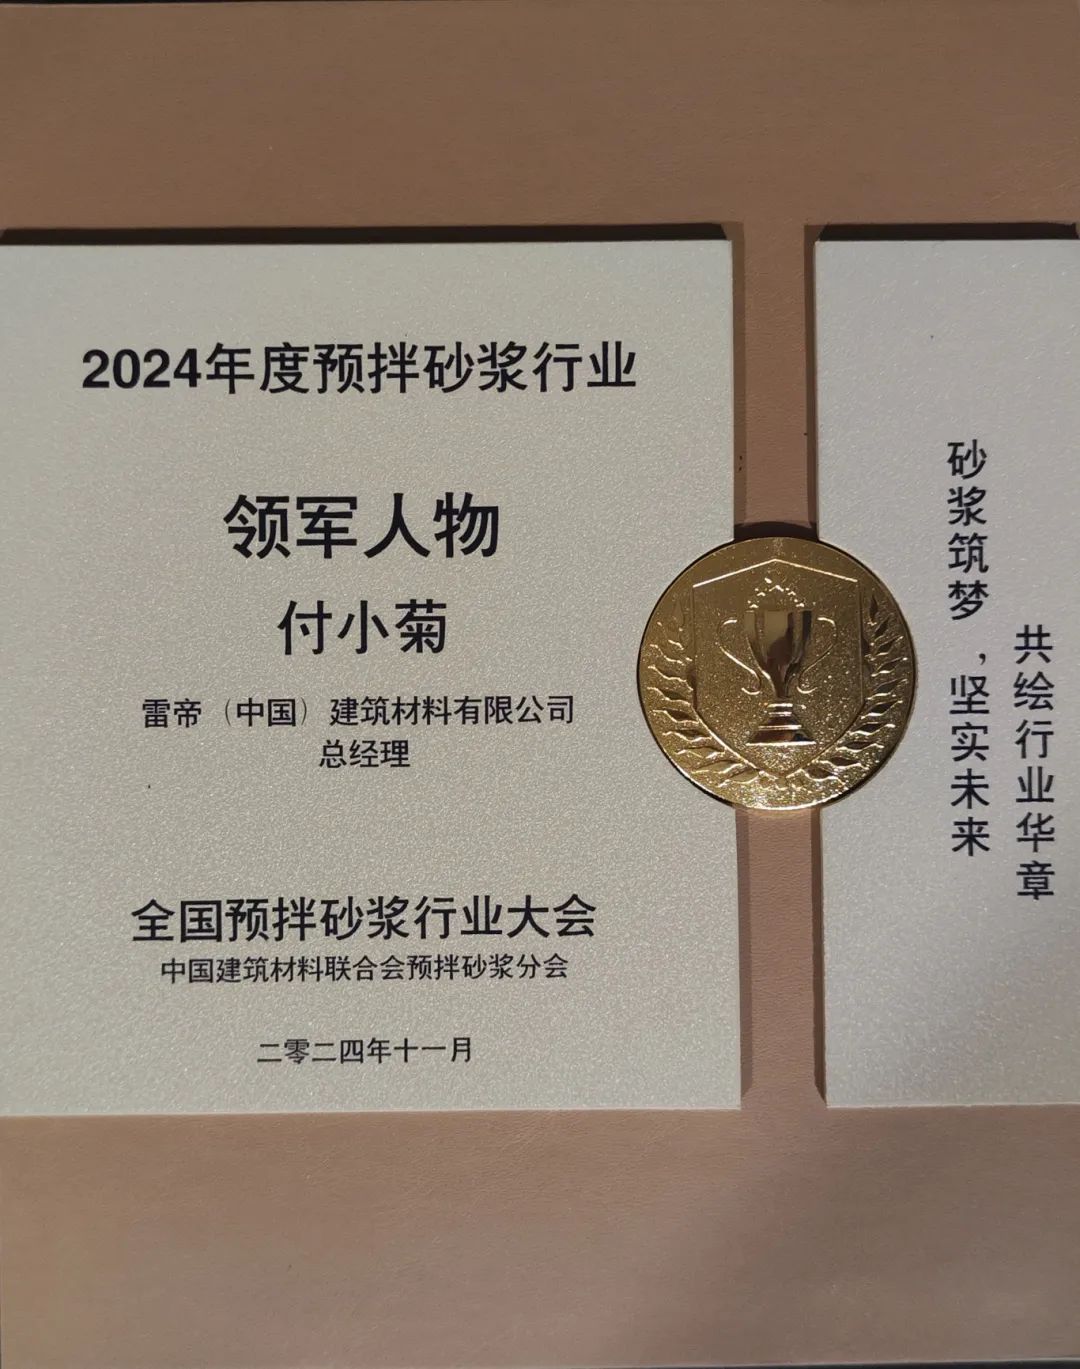 2024年度预拌砂浆行业
领军人物
付小菊
雷帝（中国）建筑材料有限公司
总经理
全国预拌砂浆行业大会
中国建筑材料联合会预拌砂浆分会
二零二四年十一月
砂浆筑梦，坚实未来
共绘行业华章